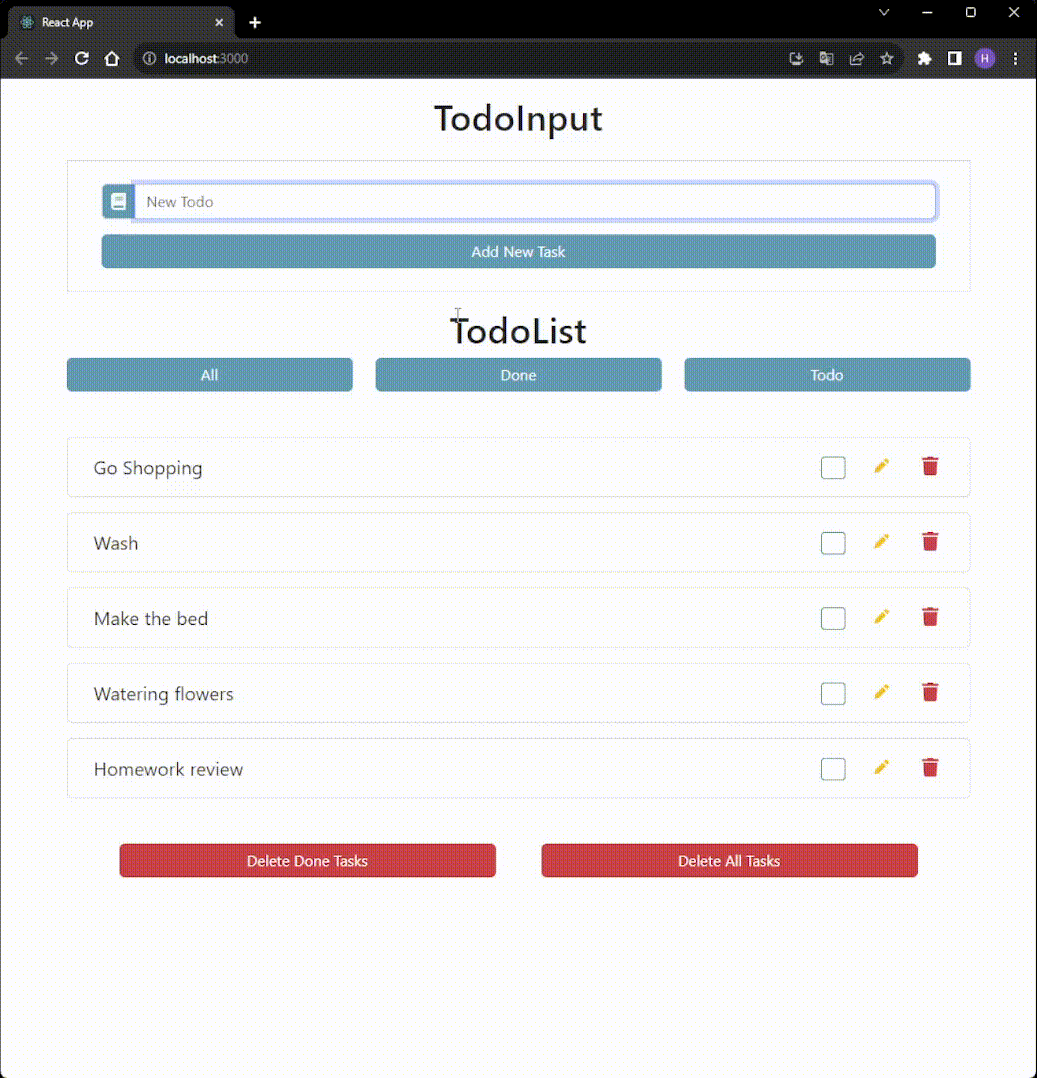 React App
localhost:3000
H
TodoInput
New Todo
Add New Task
TodoList
All Done Todo
Go Shopping
Wash
Make the bed
Watering flowers
Homework review
Delete Done Tasks Delete All Tasks